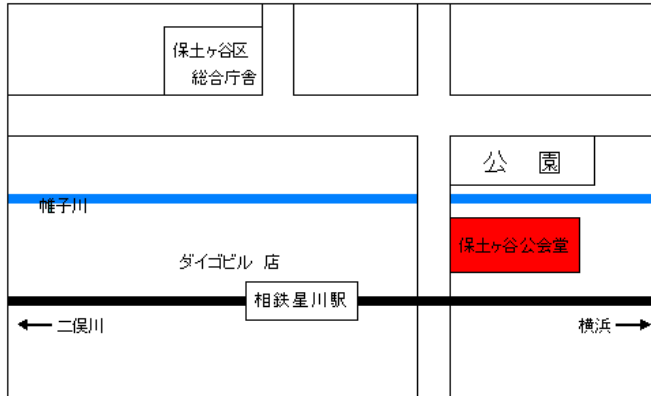 保土ヶ谷区
総合庁舎
公　園
帷子川
保土ヶ谷公会堂
ダイゴビル 店
相鉄星川駅
二俣川
横浜